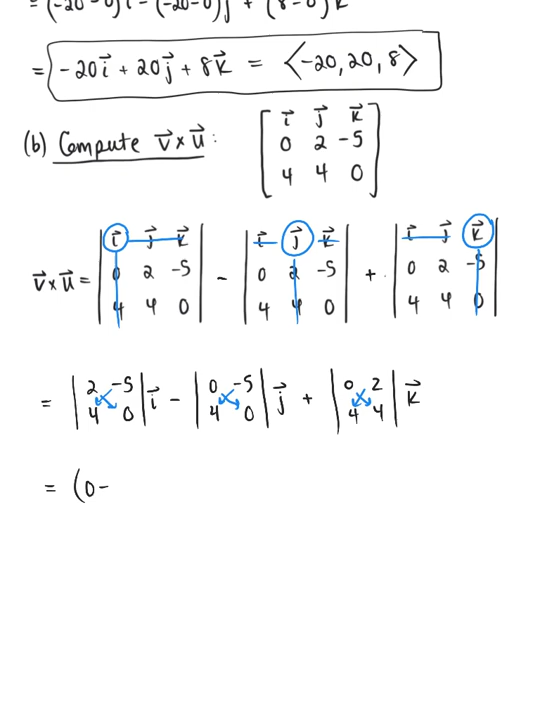 = (-20-0)i⃗ - (-20-0)j⃗ + (8-0)k⃗
= -20i⃗ + 20j⃗ + 8k⃗ = <-20, 20, 8>
(b) Compute v⃗ × u⃗: [ i⃗ j⃗ k⃗
0 2 -5
4 4 0 ]
v⃗ × u⃗ = | i⃗ j⃗ k⃗ | - | i⃗ j⃗ k⃗ | + | i⃗ j⃗ k⃗ |
| 0 2 -5 | | 0 2 -5 | | 0 2 -5 |
| 4 4 0 | | 4 4 0 | | 4 4 0 |
= | 2 -5 | i⃗ - | 0 -5 | j⃗ + | 0 2 | k⃗
| 4 0 | | 4 0 | | 4 4 |
= (0-